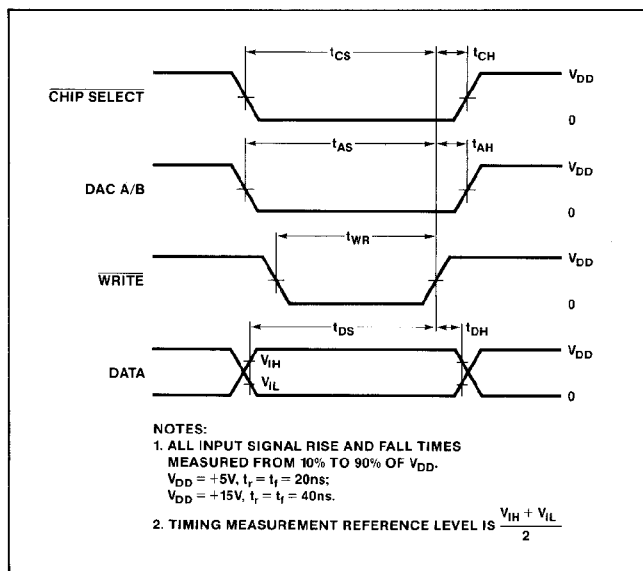 tCS
tCH
CHIP SELECT
VDD
0
tAS
tAH
DAC A/B
VDD
0
tWR
WRITE
VDD
0
tDS
tDH
DATA
VIH
VIL
VDD
0
NOTES:
1. ALL INPUT SIGNAL RISE AND FALL TIMES
MEASURED FROM 10% TO 90% OF VDD.
VDD = +5V, tr = tf = 20ns;
VDD = +15V, tr = tf = 40ns.
2. TIMING MEASUREMENT REFERENCE LEVEL IS (VIH + VIL) / 2